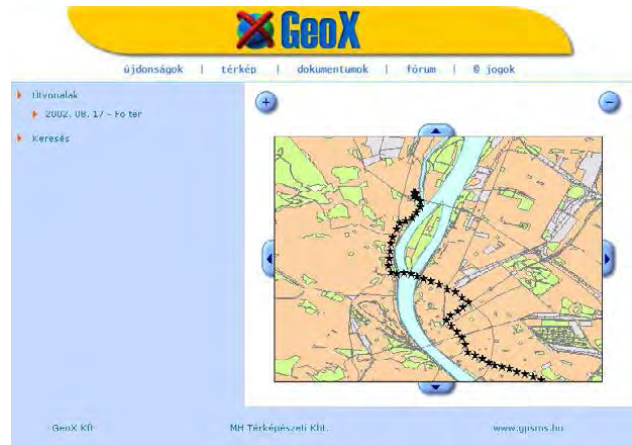 GeoX
újdonságok | térkép | dokumentumok | fórum | © jogok
Útvonalak
2002. 08. 17 - Fő tér
Keresés
GeoX Kft
MH Térképészeti Kht.
www.gpsms.hu